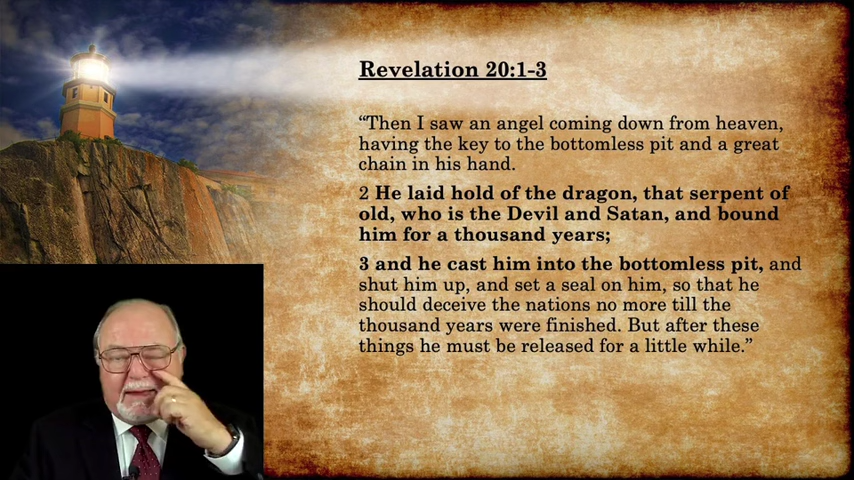 Revelation 20:1-3
“Then I saw an angel coming down from heaven,
having the key to the bottomless pit and a great
chain in his hand.
2 He laid hold of the dragon, that serpent of
old, who is the Devil and Satan, and bound
him for a thousand years;
3 and he cast him into the bottomless pit, and
shut him up, and set a seal on him, so that he
should deceive the nations no more till the
thousand years were finished. But after these
things he must be released for a little while.”